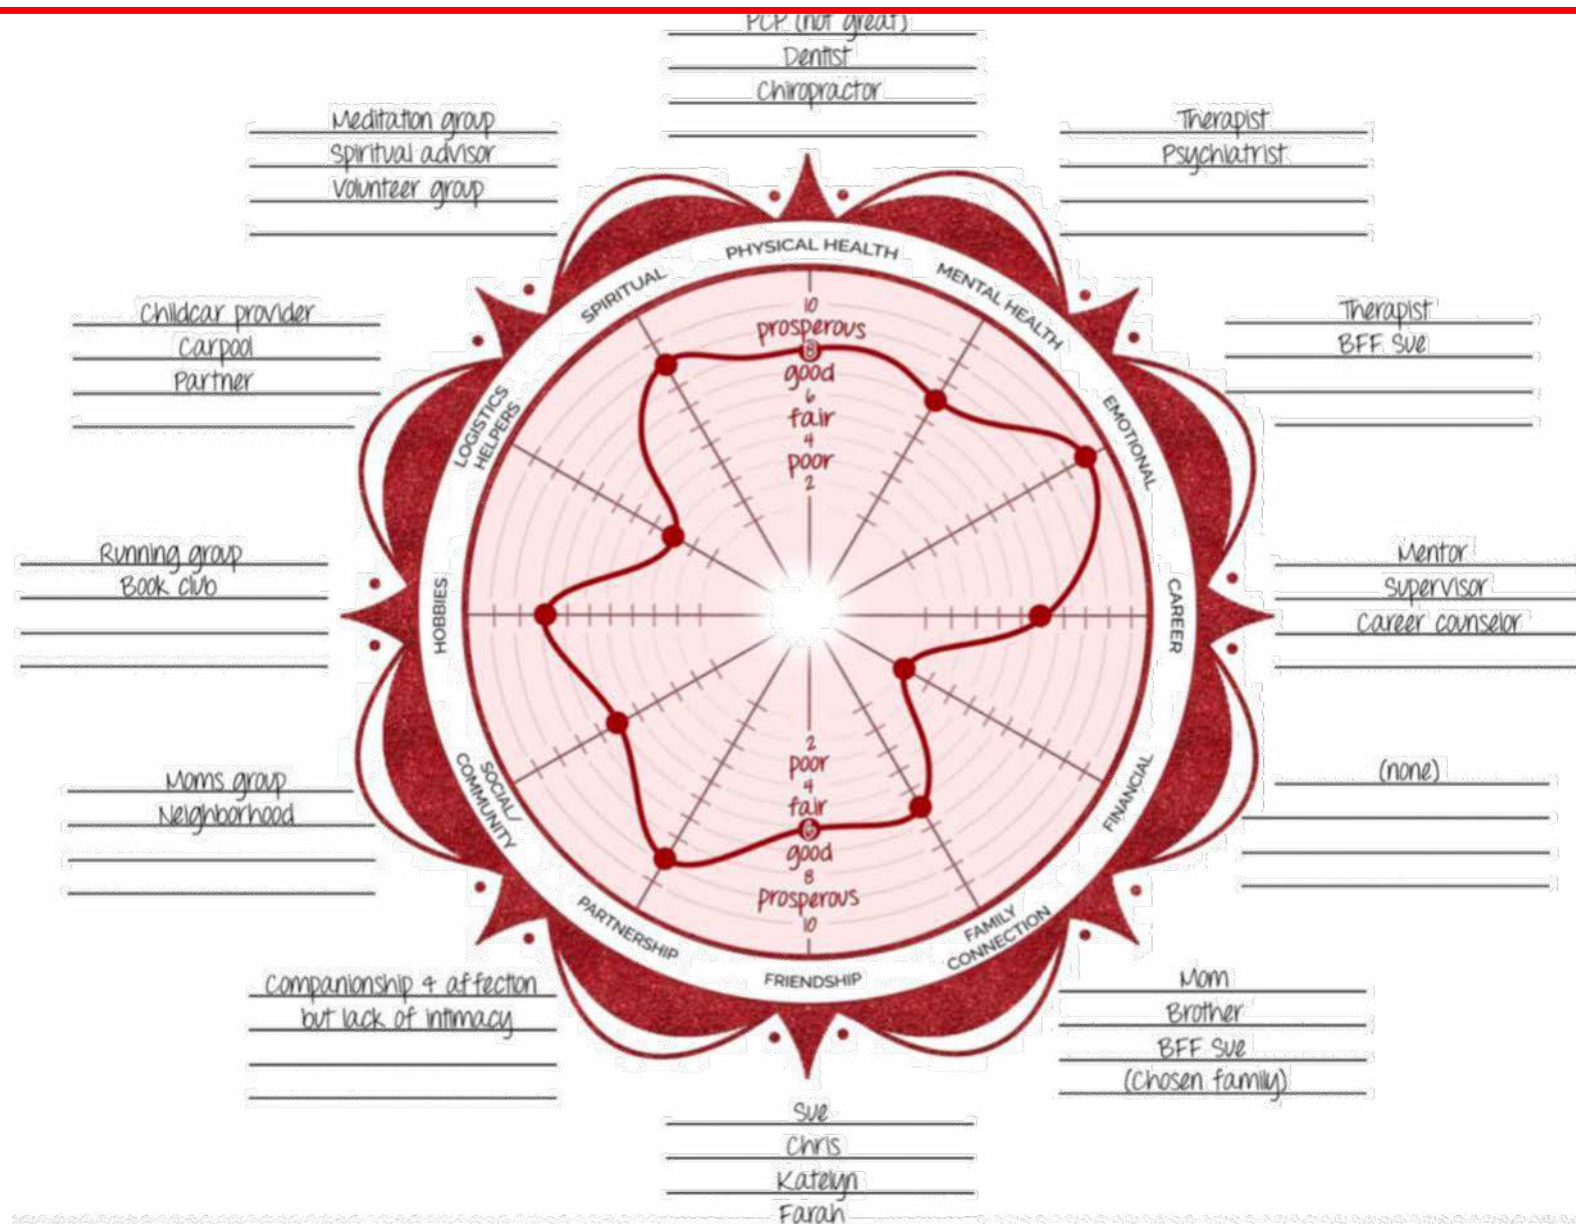 PCP (not great)
Dentist
Chiropractor
Meditation group
Spiritual advisor
Volunteer group
Therapist
Psychiatrist
Childcar provider
Carpool
Partner
Therapist
BFF Sue
Running group
Book club
Mentor
Supervisor
Career counselor
Moms group
Neighborhood
(none)
Companionship & affection
but lack of intimacy
Mom
Brother
BFF Sue
(Chosen family)
Sue
Chris
Katelyn
Farah
PHYSICAL HEALTH
MENTAL HEALTH
EMOTIONAL
CAREER
FINANCIAL
FAMILY
CONNECTION
FRIENDSHIP
PARTNERSHIP
SOCIAL/
COMMUNITY
HOBBIES
LOGISTICS
HELPERS
SPIRITUAL
10
prosperous
8
good
6
fair
4
poor
2
2
poor
4
fair
6
good
8
prosperous
10